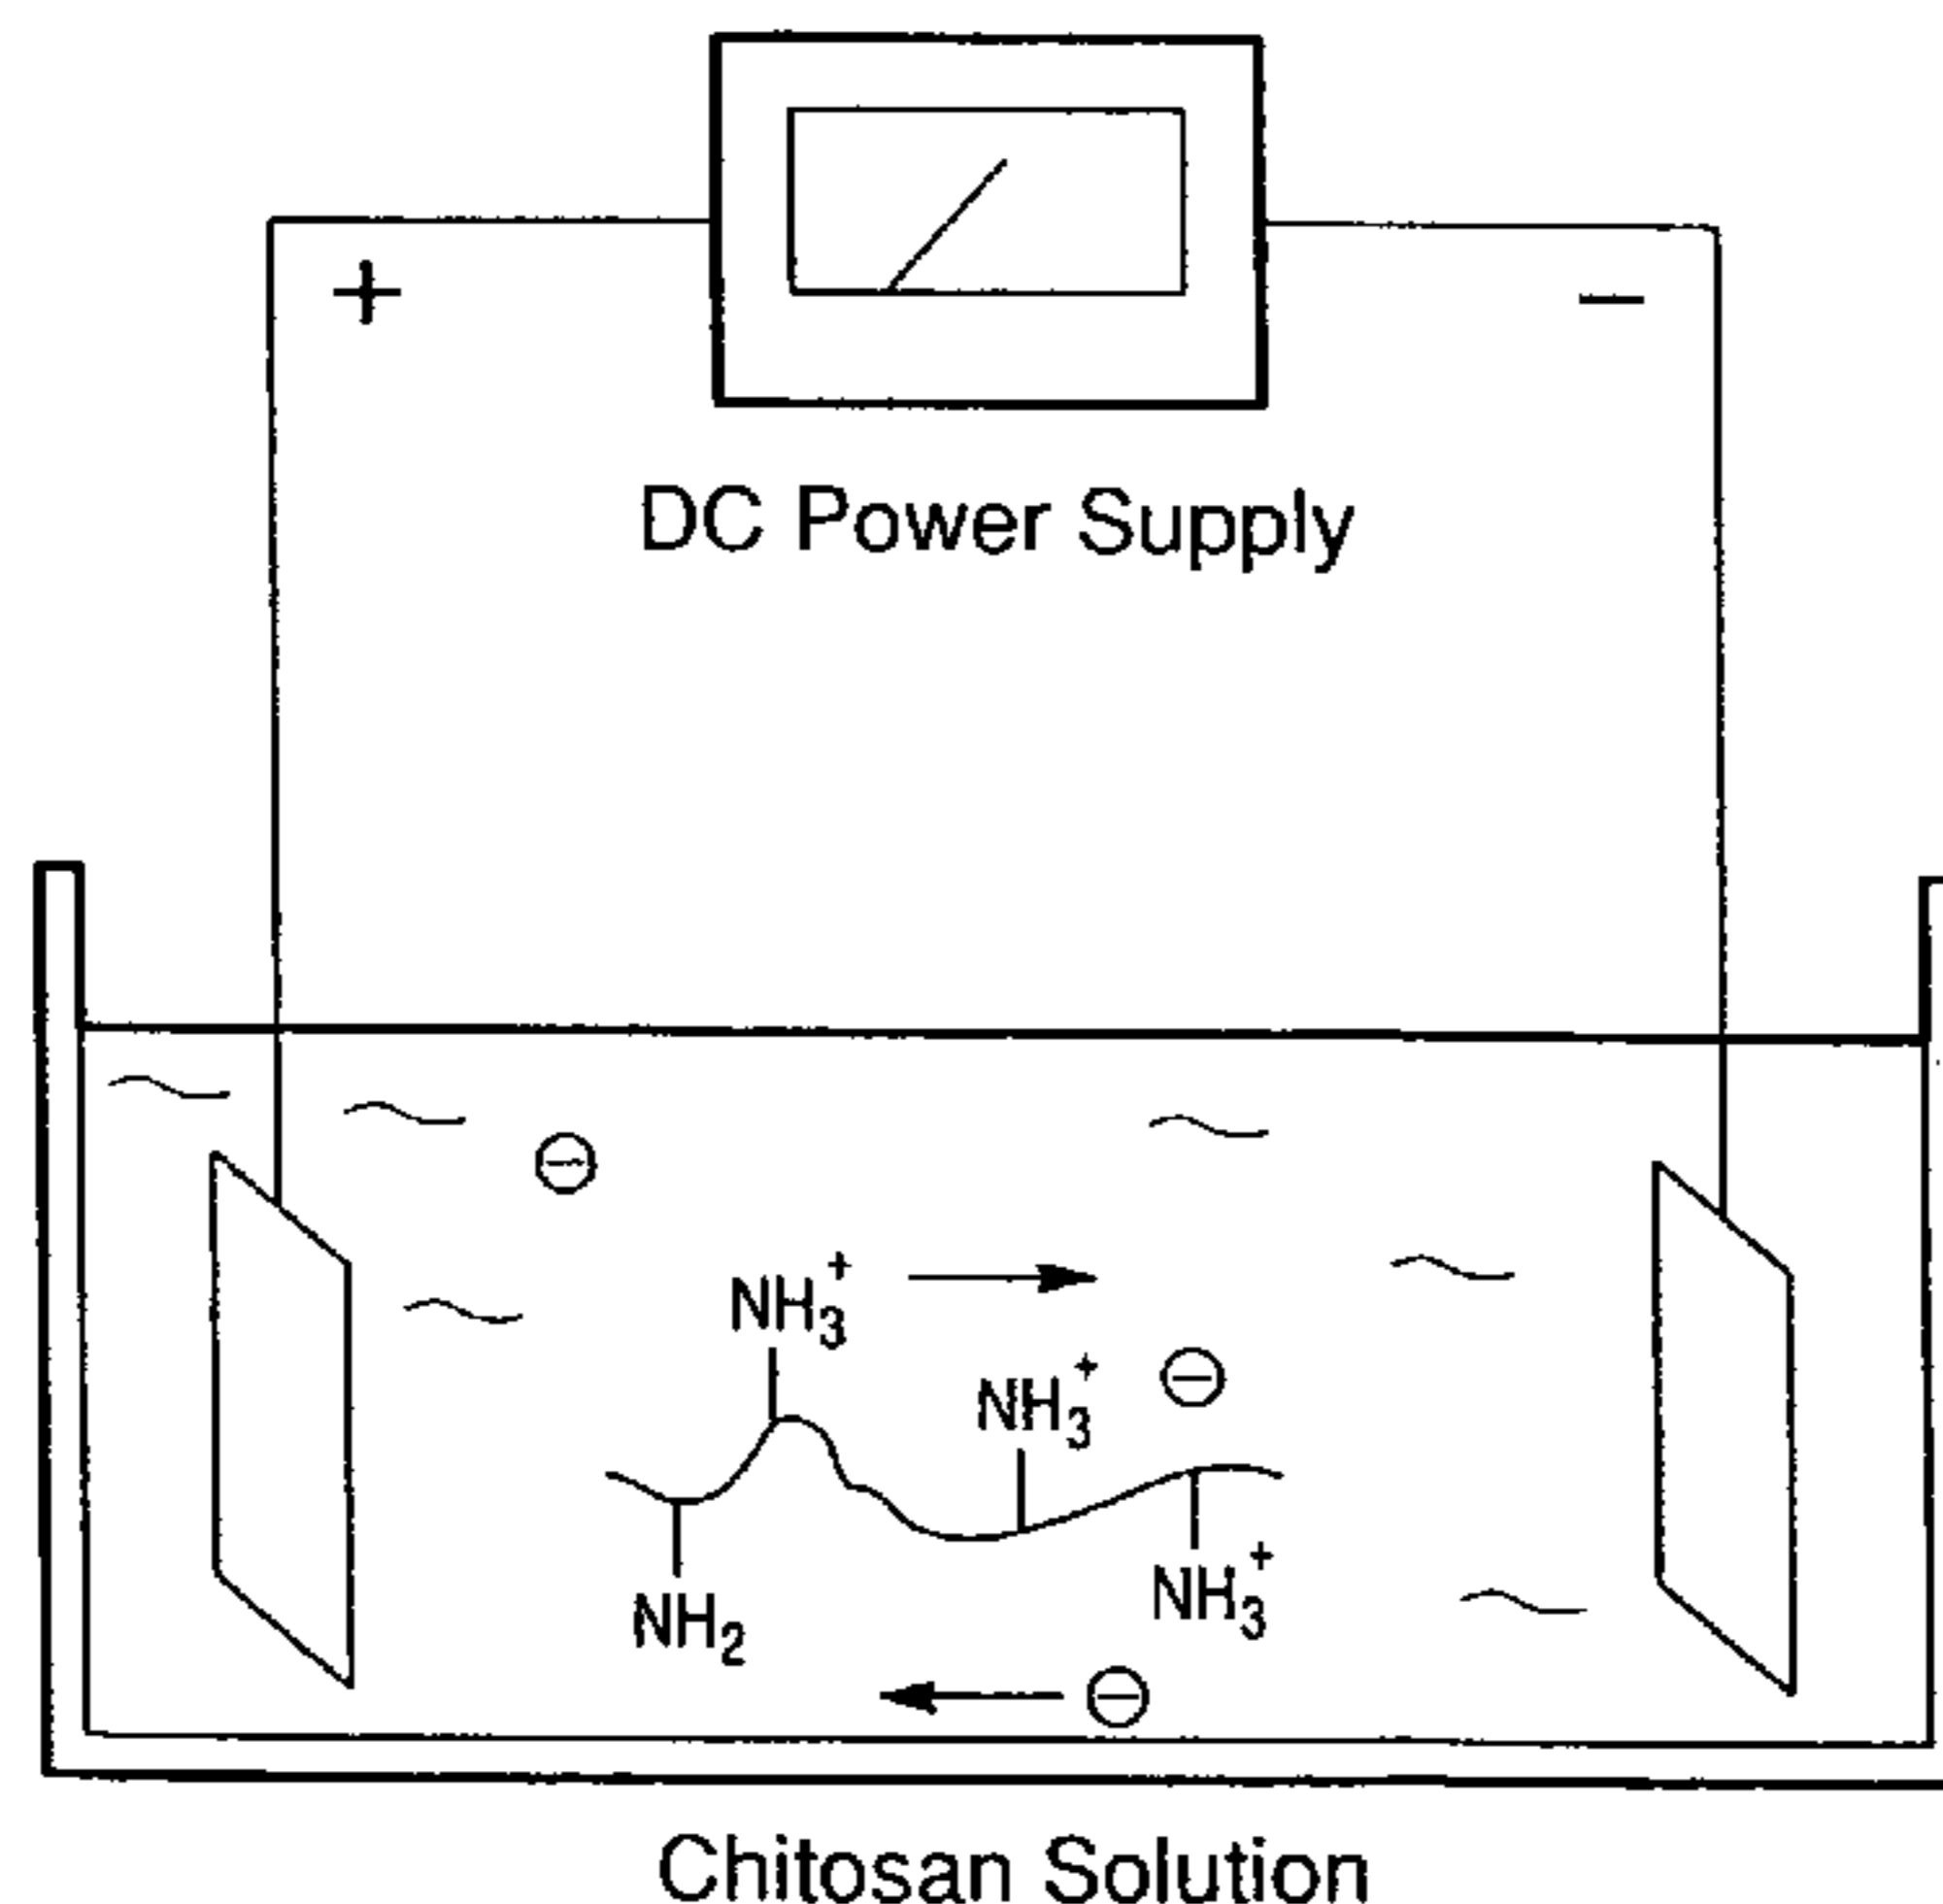 + −
DC Power Supply
⊖
NH₃⁺
NH₃⁺ ⊖
NH₂ NH₃⁺
⊖
Chitosan Solution